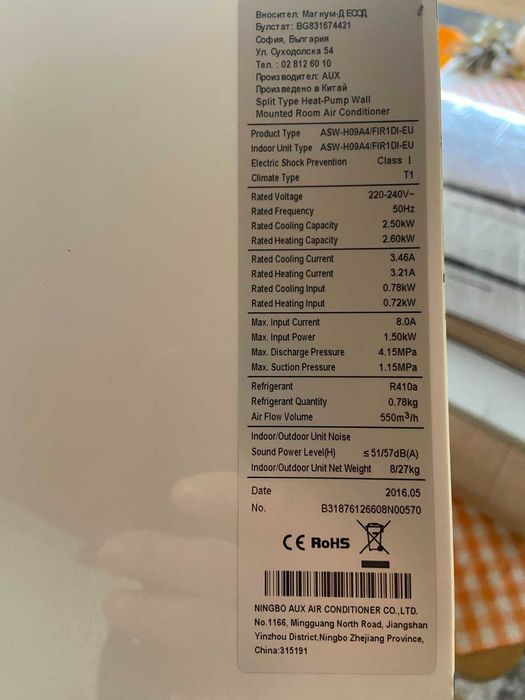 Вносител: Магнум-Д ЕООД
Булстат: BG831674421
София, България
Ул. Суходолска 54
Тел. : 02 812 60 10
Производител: AUX
Произведено в Китай
Split Type Heat-Pump Wall
Mounted Room Air Conditioner
Product Type ASW-H09A4/FIR1DI-EU
Indoor Unit Type ASW-H09A4/FIR1DI-EU
Electric Shock Prevention Class I
Climate Type T1
Rated Voltage 220-240V~
Rated Frequency 50Hz
Rated Cooling Capacity 2.50kW
Rated Heating Capacity 2.60kW
Rated Cooling Current 3.46A
Rated Heating Current 3.21A
Rated Cooling Input 0.78kW
Rated Heating Input 0.72kW
Max. Input Current 8.0A
Max. Input Power 1.50kW
Max. Discharge Pressure 4.15MPa
Max. Suction Pressure 1.15MPa
Refrigerant R410a
Refrigerant Quantity 0.78kg
Air Flow Volume 550m³/h
Indoor/Outdoor Unit Noise
Sound Power Level(H) ≤51/57dB(A)
Indoor/Outdoor Unit Net Weight 8/27kg
Date 2016.05
No. B31876126608N00570
CE RoHS
NINGBO AUX AIR CONDITIONER CO.,LTD.
No.1166, Mingguang North Road, Jiangshan
Yinzhou District,Ningbo Zhejiang Province,
China:315191